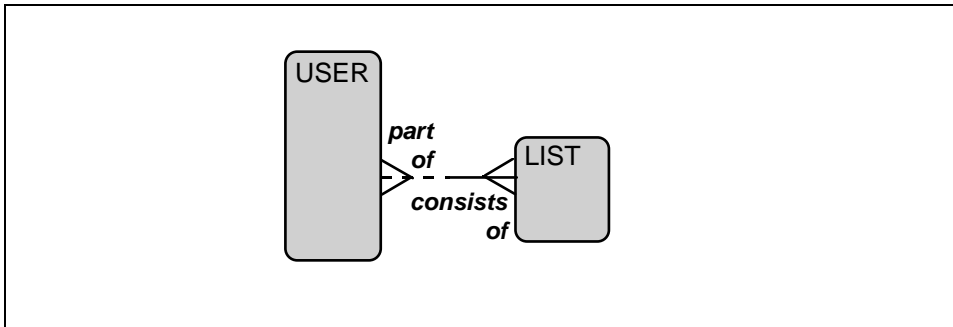 USER
part
of
LIST
consists
of